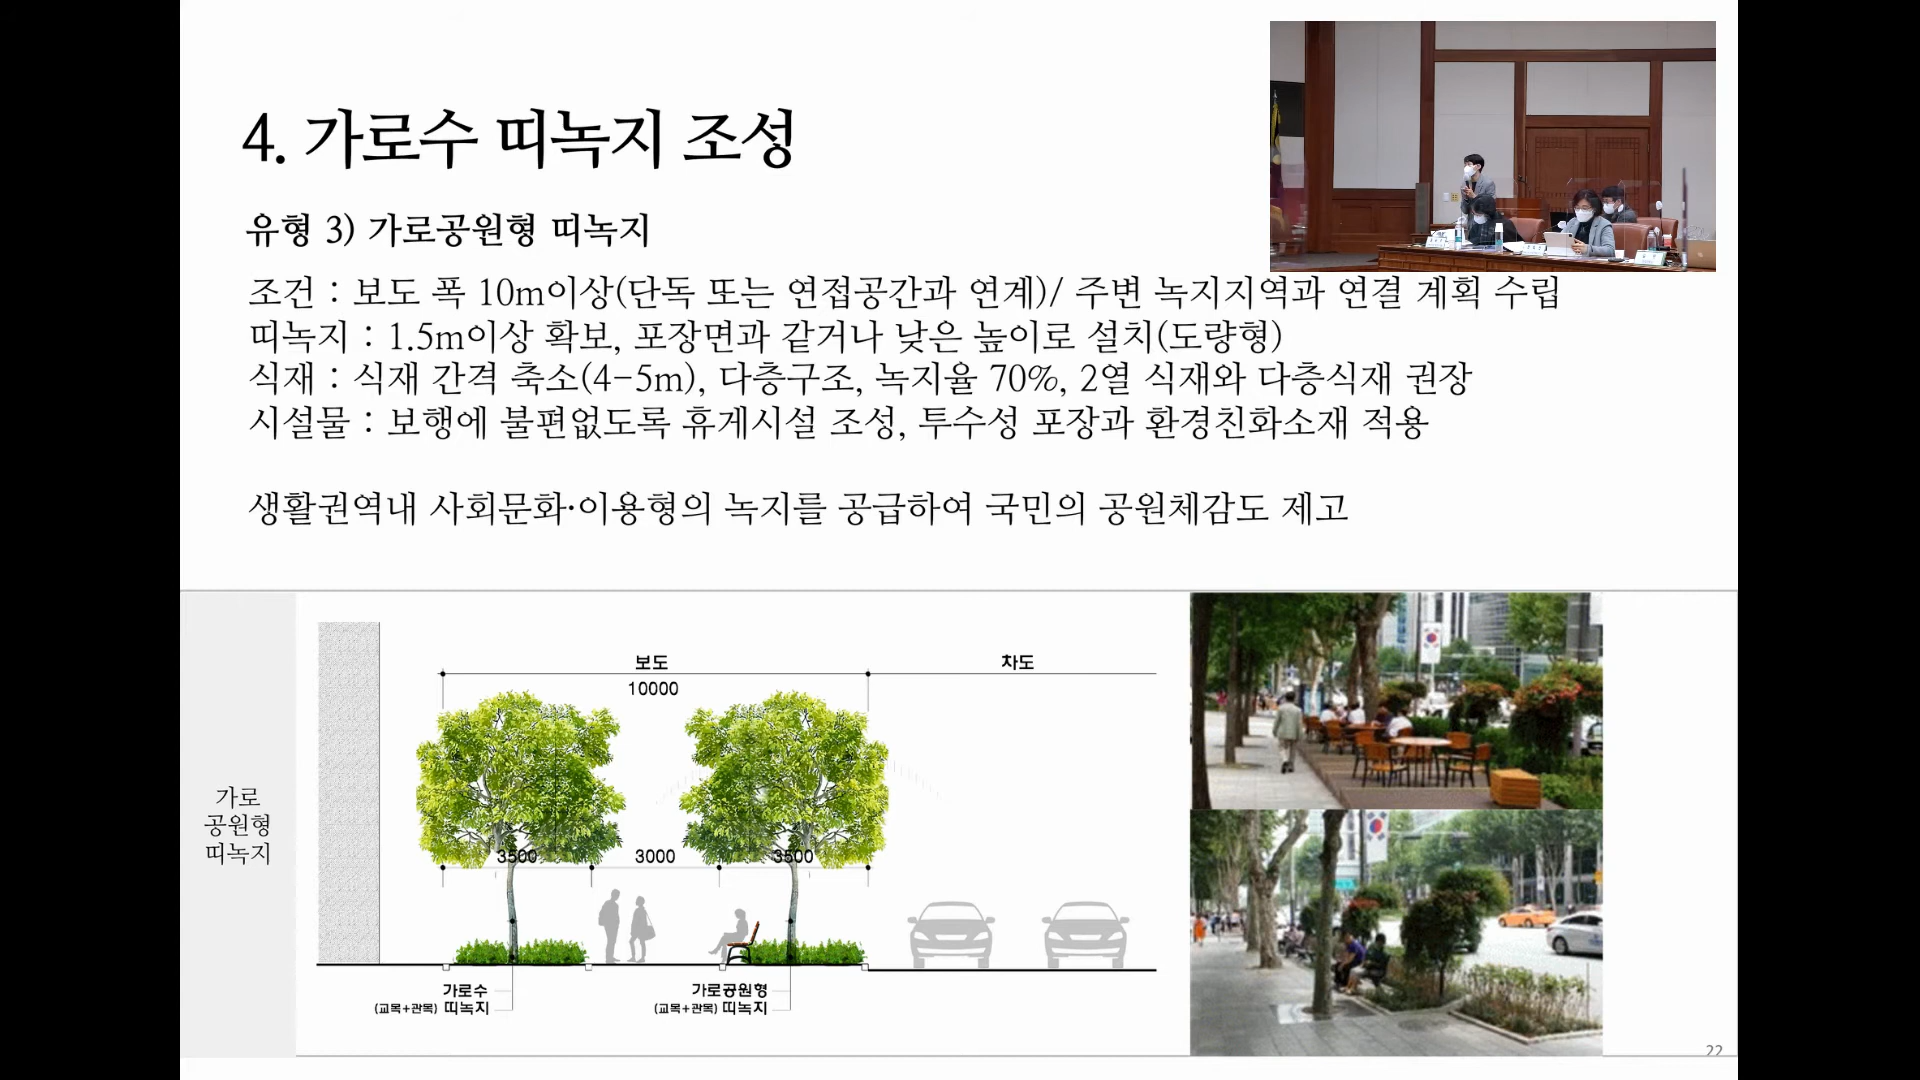 4. 가로수 띠녹지 조성
유형 3) 가로공원형 띠녹지
조건 : 보도 폭 10m이상(단독 또는 연접공간과 연계)/ 주변 녹지지역과 연결 계획 수립
띠녹지 : 1.5m이상 확보, 포장면과 같거나 낮은 높이로 설치(도량형)
식재 : 식재 간격 축소(4-5m), 다층구조, 녹지율 70%, 2열 식재와 다층식재 권장
시설물 : 보행에 불편없도록 휴게시설 조성, 투수성 포장과 환경친화소재 적용
생활권역내 사회문화·이용형의 녹지를 공급하여 국민의 공원체감도 제고
가로
공원형
띠녹지
보도
차도
10000
3500
3000
3500
가로수
(교목+관목) 띠녹지
가로공원형
(교목+관목) 띠녹지
22